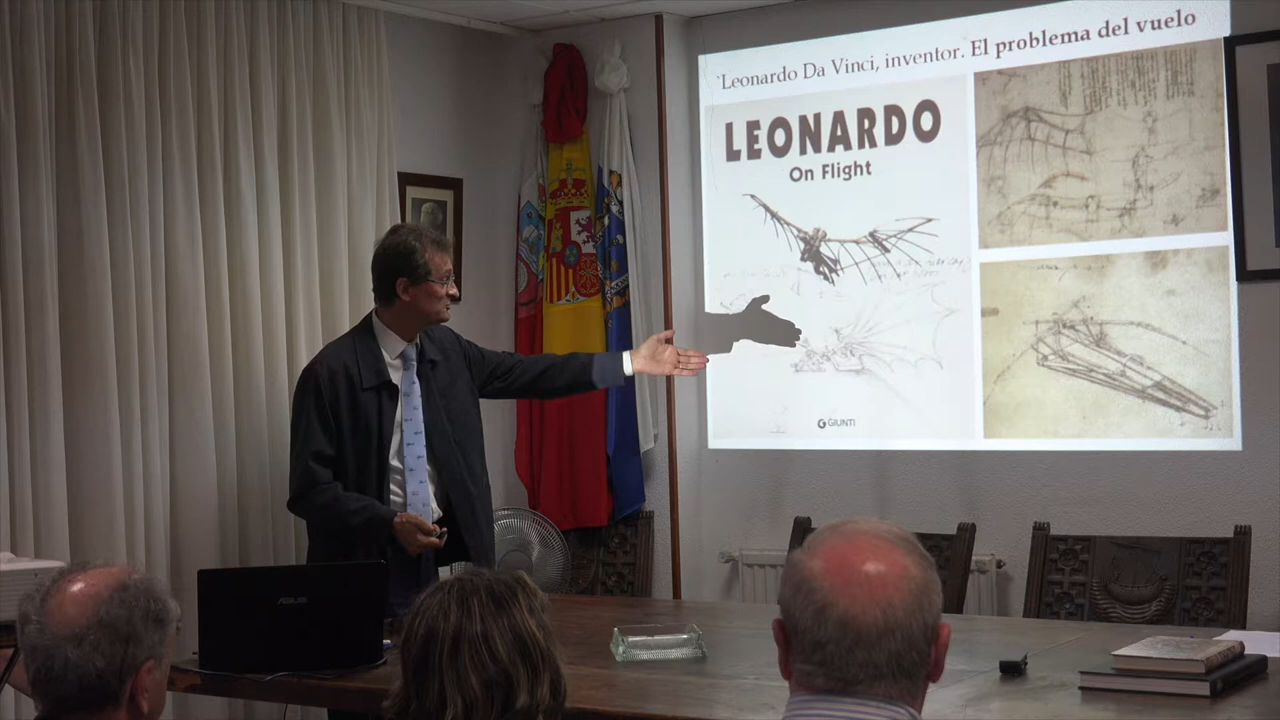 `Leonardo Da Vinci, inventor. El problema del vuelo
LEONARDO
On Flight
GIUNTI
ASUS